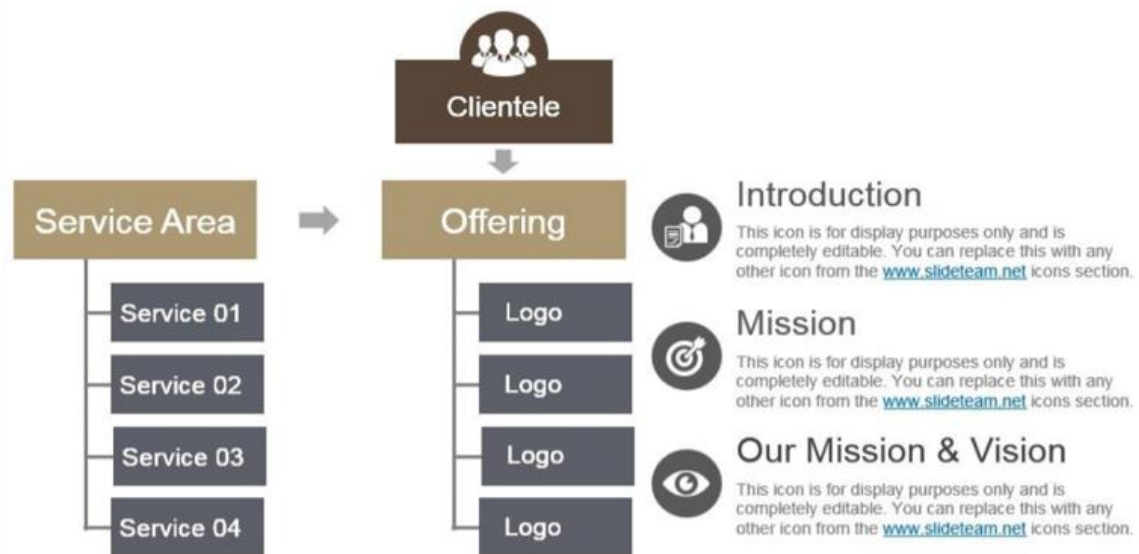 Clientele
Service Area
Offering
Service 01
Service 02
Service 03
Service 04
Logo
Logo
Logo
Logo
Introduction
This icon is for display purposes only and is
completely editable. You can replace this with any
other icon from the www.slideteam.net icons section.
Mission
This icon is for display purposes only and is
completely editable. You can replace this with any
other icon from the www.slideteam.net icons section.
Our Mission & Vision
This icon is for display purposes only and is
completely editable. You can replace this with any
other icon from the www.slideteam.net icons section.